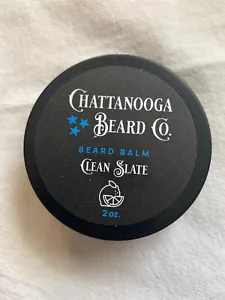 Chattanooga
Beard Co.
BEARD BALM
Clean Slate
2 oz.